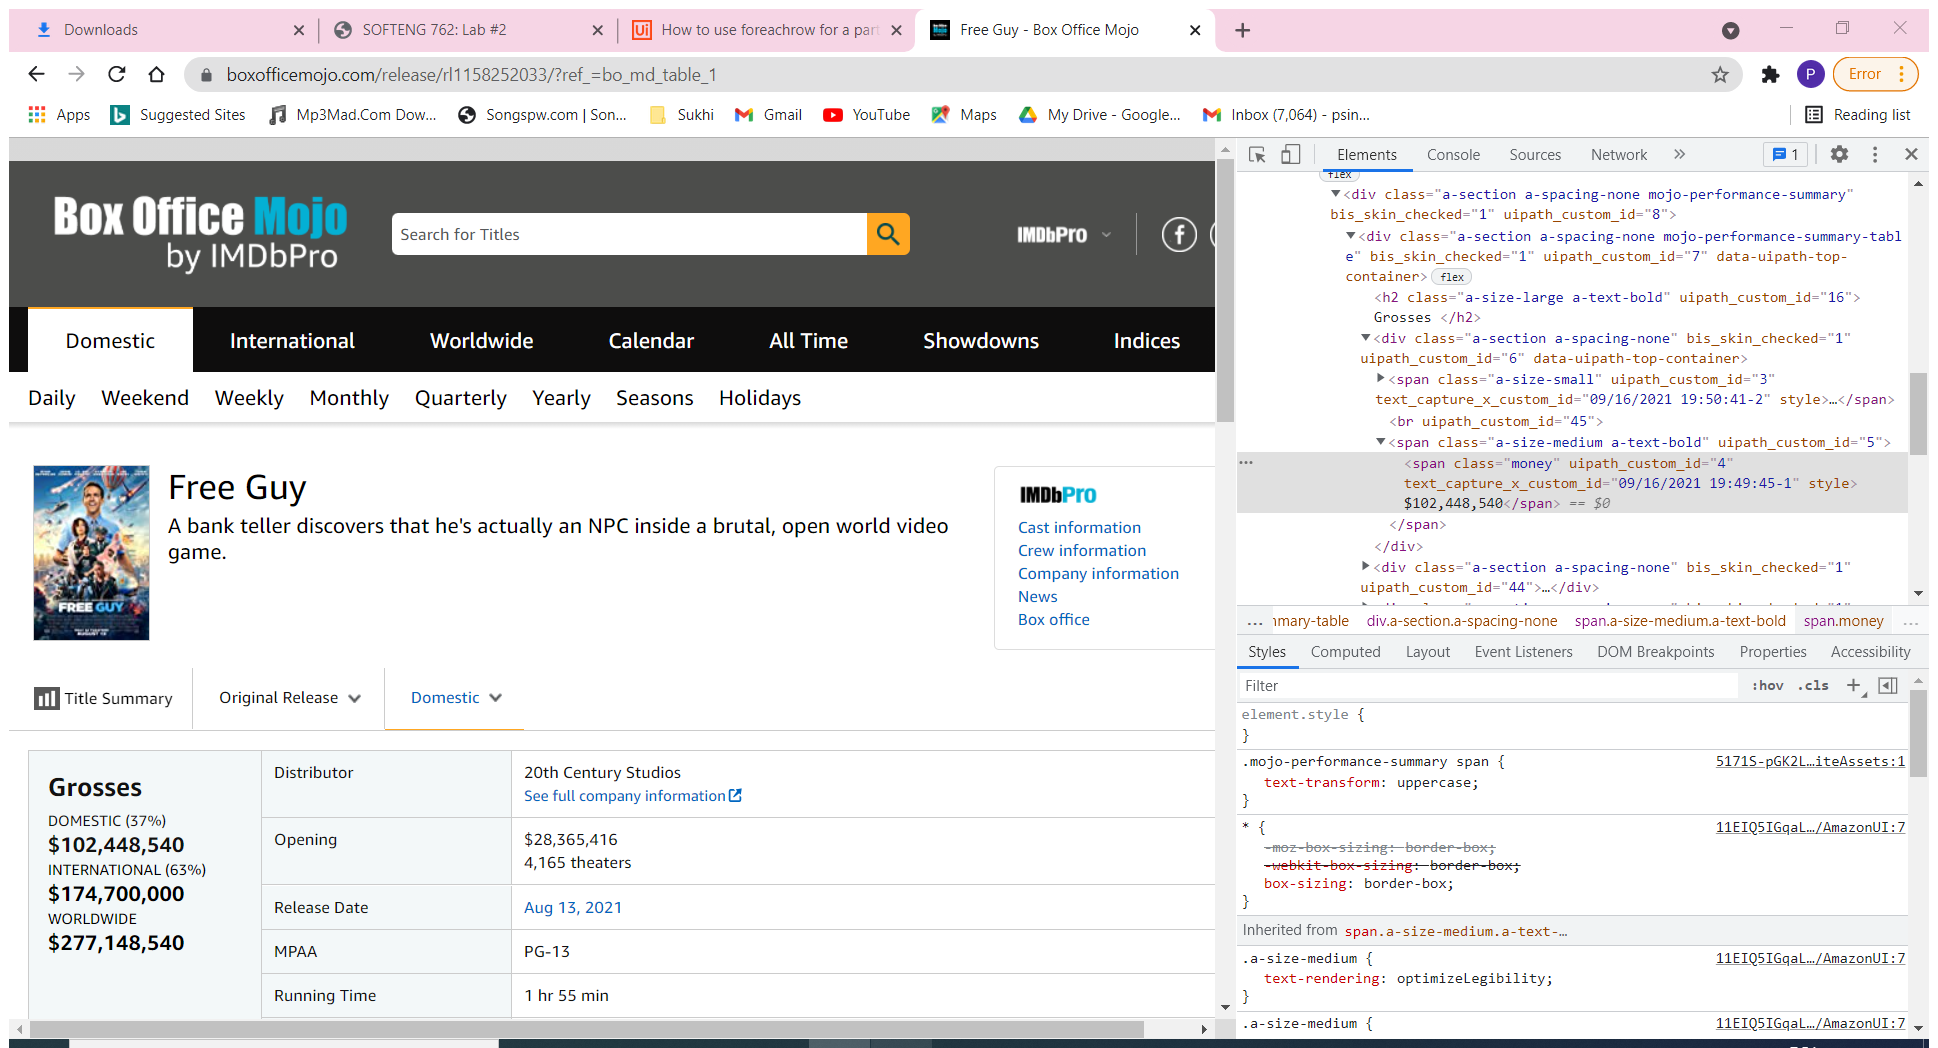 Downloads
SOFTENG 762: Lab #2
How to use foreachrow for a part
Free Guy - Box Office Mojo
boxofficemojo.com/release/rl1158252033/?ref_=bo_md_table_1
P
Error
Apps
Suggested Sites
Mp3Mad.Com Dow...
Songspw.com | Son...
Sukhi
Gmail
YouTube
Maps
My Drive - Google...
Inbox (7,064) - psin...
Reading list
Box Office Mojo
by IMDbPro
Search for Titles
IMDbPro
Domestic International Worldwide Calendar All Time Showdowns Indices
Daily Weekend Weekly Monthly Quarterly Yearly Seasons Holidays
FREE GUY
AUGUST 13
Free Guy
A bank teller discovers that he's actually an NPC inside a brutal, open world video
game.
IMDbPro
Cast information
Crew information
Company information
News
Box office
Title Summary
Original Release
Domestic
Grosses
DOMESTIC (37%)
$102,448,540
INTERNATIONAL (63%)
$174,700,000
WORLDWIDE
$277,148,540
Distributor
20th Century Studios
See full company information
Opening
$28,365,416
4,165 theaters
Release Date
Aug 13, 2021
MPAA
PG-13
Running Time
1 hr 55 min
Elements Console Sources Network » 1
flex
<div class="a-section a-spacing-none mojo-performance-summary"
bis_skin_checked="1" uipath_custom_id="8">
<div class="a-section a-spacing-none mojo-performance-summary-tabl
e" bis_skin_checked="1" uipath_custom_id="7" data-uipath-top-
container> flex
<h2 class="a-size-large a-text-bold" uipath_custom_id="16">
Grosses </h2>
<div class="a-section a-spacing-none" bis_skin_checked="1"
uipath_custom_id="6" data-uipath-top-container>
<span class="a-size-small" uipath_custom_id="3"
text_capture_x_custom_id="09/16/2021 19:50:41-2" style>…</span>
<br uipath_custom_id="45">
<span class="a-size-medium a-text-bold" uipath_custom_id="5">
<span class="money" uipath_custom_id="4"
text_capture_x_custom_id="09/16/2021 19:49:45-1" style>
$102,448,540</span> == $0
</span>
</div>
<div class="a-section a-spacing-none" bis_skin_checked="1"
uipath_custom_id="44">…</div>
... nmary-table div.a-section.a-spacing-none span.a-size-medium.a-text-bold span.money ...
Styles Computed Layout Event Listeners DOM Breakpoints Properties Accessibility
Filter
:hov .cls +
element.style {
}
.mojo-performance-summary span {
5171S-pGK2L…iteAssets:1
text-transform: uppercase;
}
* {
11EIQ5IGqaL…/AmazonUI:7
-moz-box-sizing: border-box;
-webkit-box-sizing: border-box;
box-sizing: border-box;
}
Inherited from span.a-size-medium.a-text-…
.a-size-medium {
11EIQ5IGqaL…/AmazonUI:7
text-rendering: optimizeLegibility;
}
.a-size-medium {
11EIQ5IGqaL…/AmazonUI:7